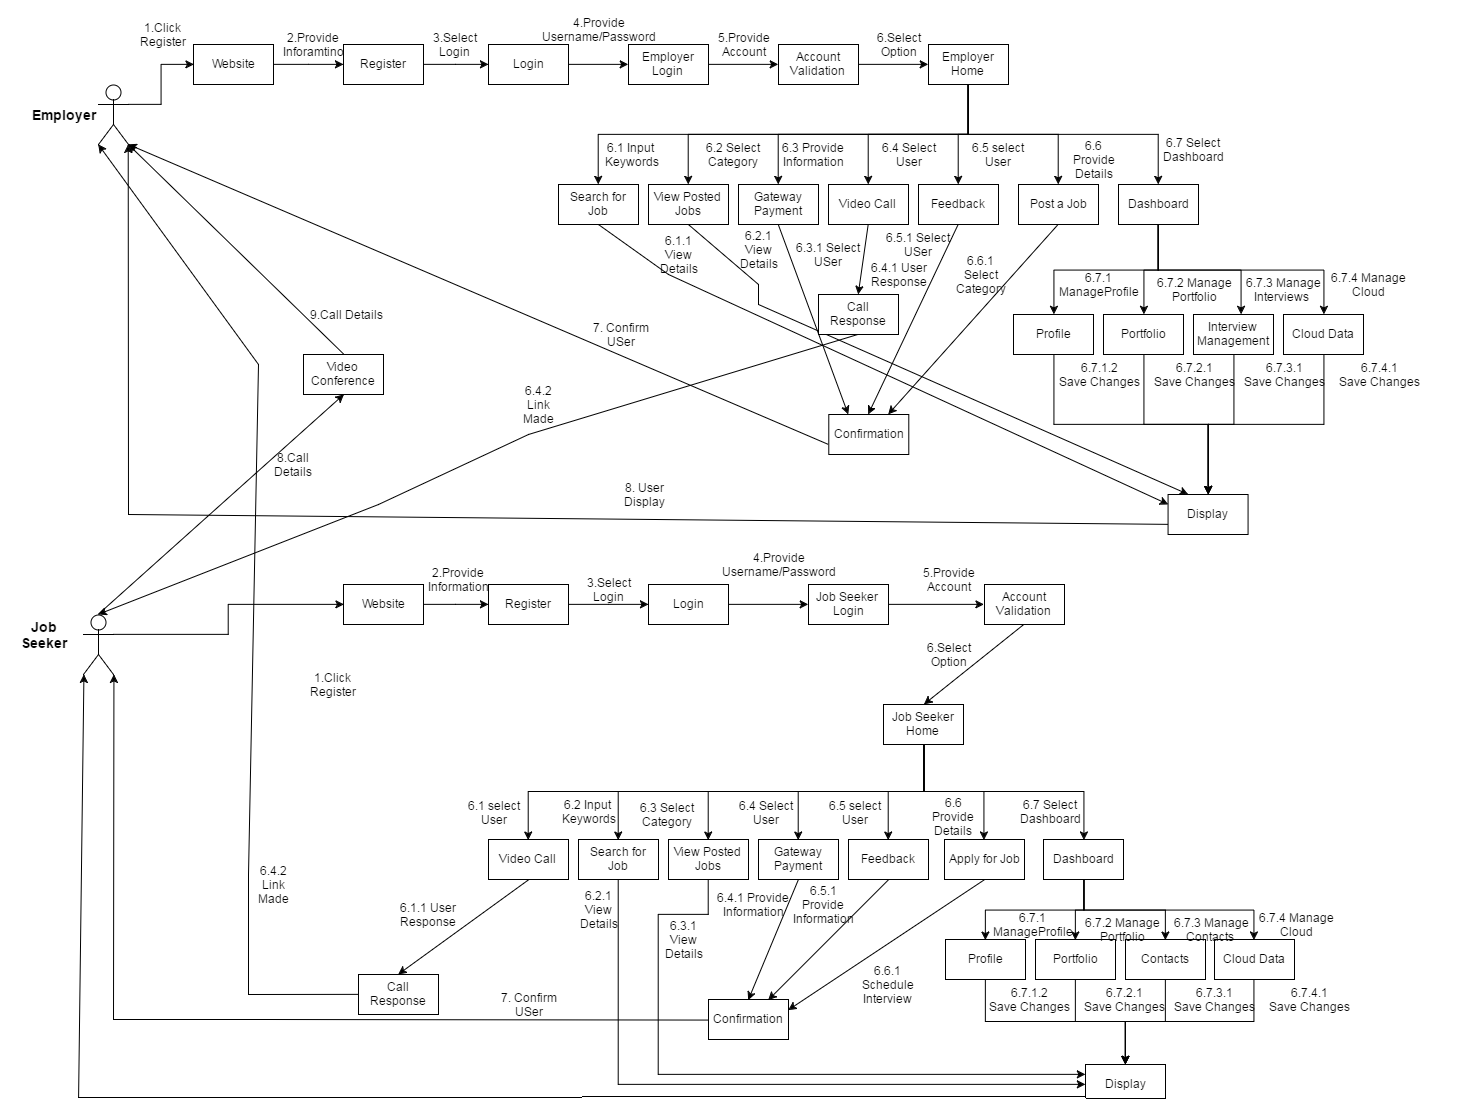 1.Click
Register
2.Provide
Inforamtino
3.Select
Login
4.Provide
Username/Password
5.Provide
Account
6.Select
Option
Website
Register
Login
Employer
Login
Account
Validation
Employer
Home
Employer
6.1 Input
Keywords
6.2 Select
Category
6.3 Provide
Information
6.4 Select
User
6.5 select
User
6.6
Provide
Details
6.7 Select
Dashboard
Search for
Job
View Posted
Jobs
Gateway
Payment
Video Call
Feedback
Post a Job
Dashboard
6.1.1
View
Details
6.2.1
View
Details
6.3.1 Select
USer
6.5.1 Select
USer
6.4.1 User
Response
6.6.1
Select
Category
6.7.1
ManageProfile
6.7.2 Manage
Portfolio
6.7.3 Manage
Interviews
6.7.4 Manage
Cloud
Call
Response
Profile
Portfolio
Interview
Management
Cloud Data
9.Call Details
7. Confirm
USer
Video
Conference
6.7.1.2
Save Changes
6.7.2.1
Save Changes
6.7.3.1
Save Changes
6.7.4.1
Save Changes
6.4.2
Link
Made
Confirmation
8.Call
Details
8. User
Display
Display
1.Click
Register
2.Provide
Information
3.Select
Login
4.Provide
Username/Password
5.Provide
Account
Website
Register
Login
Job Seeker
Login
Account
Validation
Job
Seeker
6.Select
Option
Job Seeker
Home
6.1 select
User
6.2 Input
Keywords
6.3 Select
Category
6.4 Select
User
6.5 select
User
6.6
Provide
Details
6.7 Select
Dashboard
Video Call
Search for
Job
View Posted
Jobs
Gateway
Payment
Feedback
Apply for Job
Dashboard
6.4.2
Link
Made
6.1.1 User
Response
6.2.1
View
Details
6.3.1
View
Details
6.4.1 Provide
Information
6.5.1
Provide
Information
6.7.1
ManageProfile
6.7.2 Manage
Portfolio
6.7.3 Manage
Contacts
6.7.4 Manage
Cloud
Profile
Portfolio
Contacts
Cloud Data
6.6.1
Schedule
Interview
Call
Response
7. Confirm
USer
Confirmation
6.7.1.2
Save Changes
6.7.2.1
Save Changes
6.7.3.1
Save Changes
6.7.4.1
Save Changes
Display